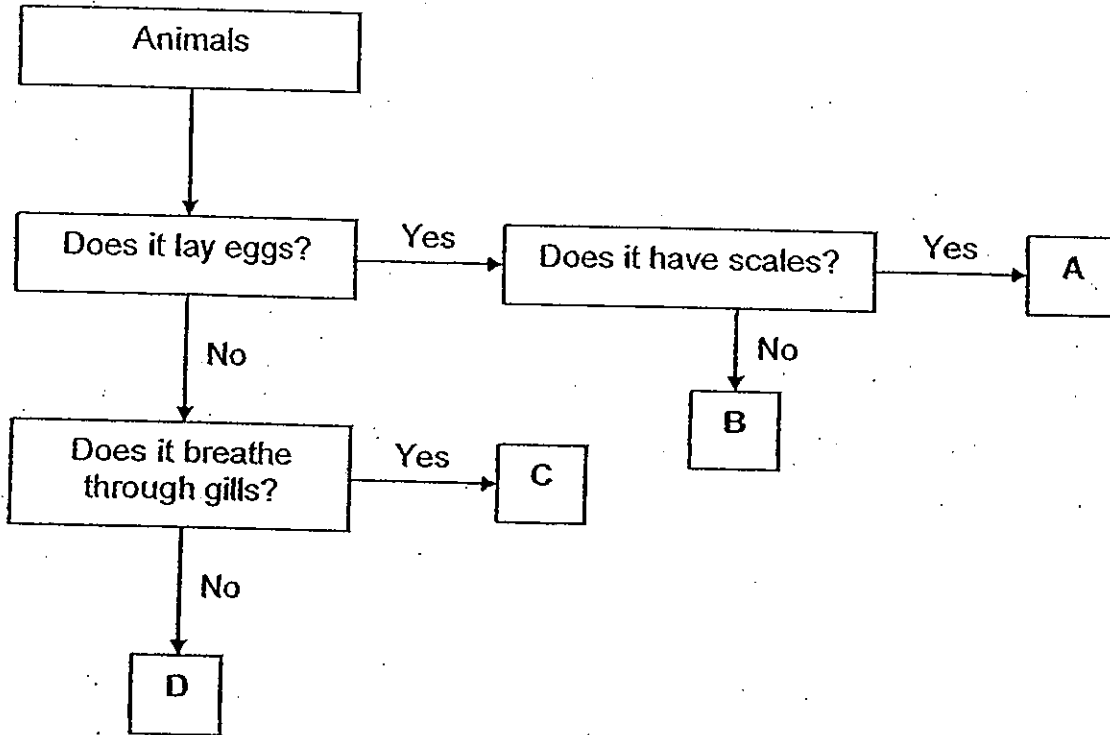 Animals
Does it lay eggs?
Yes
Does it have scales?
Yes
A
No
No
B
Does it breathe
through gills?
Yes
C
No
D